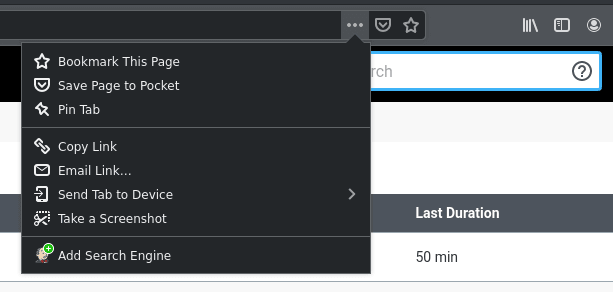 Bookmark This Page
Save Page to Pocket
rch
Pin Tab
Copy Link
Email Link...
Send Tab to Device
Last Duration
Take a Screenshot
Add Search Engine
50 min